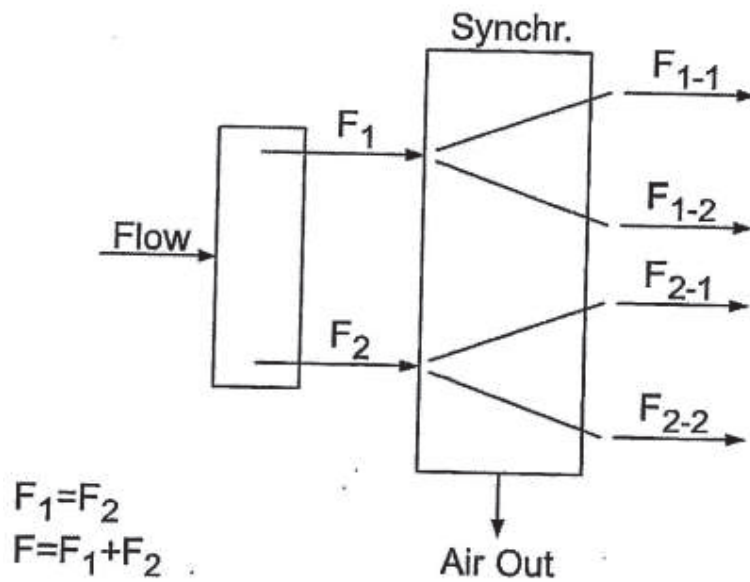 Synchr.
F1-1
F1
F1-2
Flow
F2-1
F2
F2-2
F1=F2
F=F1+F2
Air Out